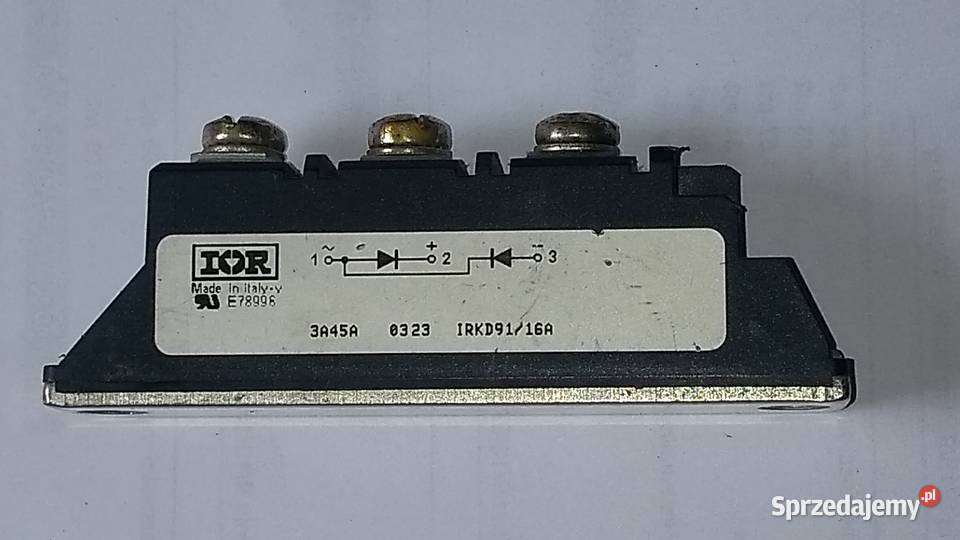 IOR
Made in Italy-v
E78996
~ + -
1 2 3
3A45A 0323 IRKD91/16A
Sprzedajemy.pl